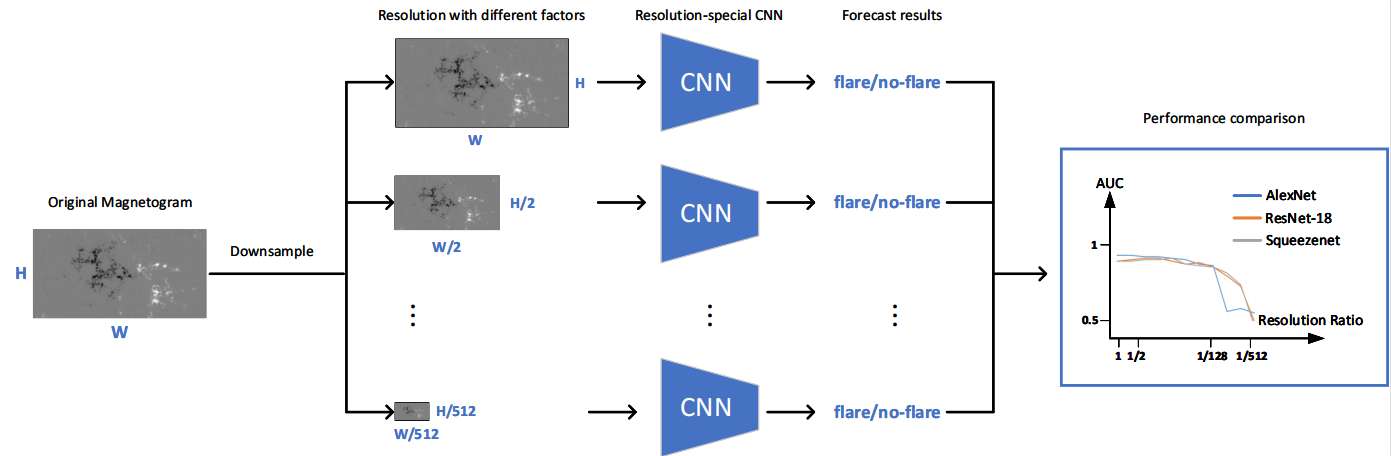 Resolution with different factors
Resolution-special CNN
Forecast results
H
CNN
flare/no-flare
W
Performance comparison
Original Magnetogram
H/2
CNN
flare/no-flare
W/2
Downsample
H
W
AUC
AlexNet
ResNet-18
Squeezenet
1
0.5
Resolution Ratio
1 1/2 1/128 1/512
H/512
CNN
flare/no-flare
W/512